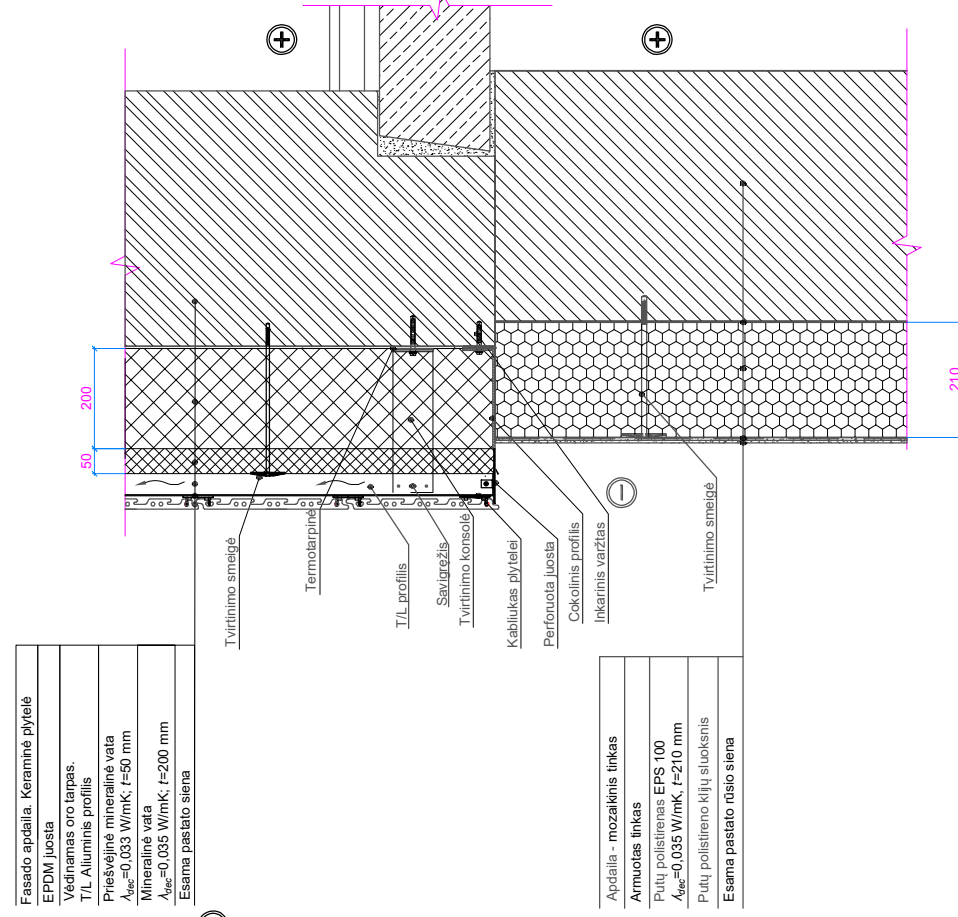 Fasado apdaila. Keraminė plytelė
EPDM juosta
Vėdinamas oro tarpas.
T/L Aliuminis profilis
Priešvėjinė mineralinė vata
λdec=0,033 W/mK; t=50 mm
Mineralinė vata
λdec=0,035 W/mK; t=200 mm
Esama pastato siena
200
50
Tvirtinimo smeigė
Termotarpinė
T/L profilis
Savigręžis
Tvirtinimo konsolė
Kabliukas plytelei
Perforuota juosta
Cokolinis profilis
Inkarinis varžtas
Tvirtinimo smeigė
210
Apdaila - mozaikinis tinkas
Armuotas tinkas
Putų polistirenas EPS 100
λdec=0,035 W/mK, t=210 mm
Putų polistireno klijų sluoksnis
Esama pastato rūsio siena